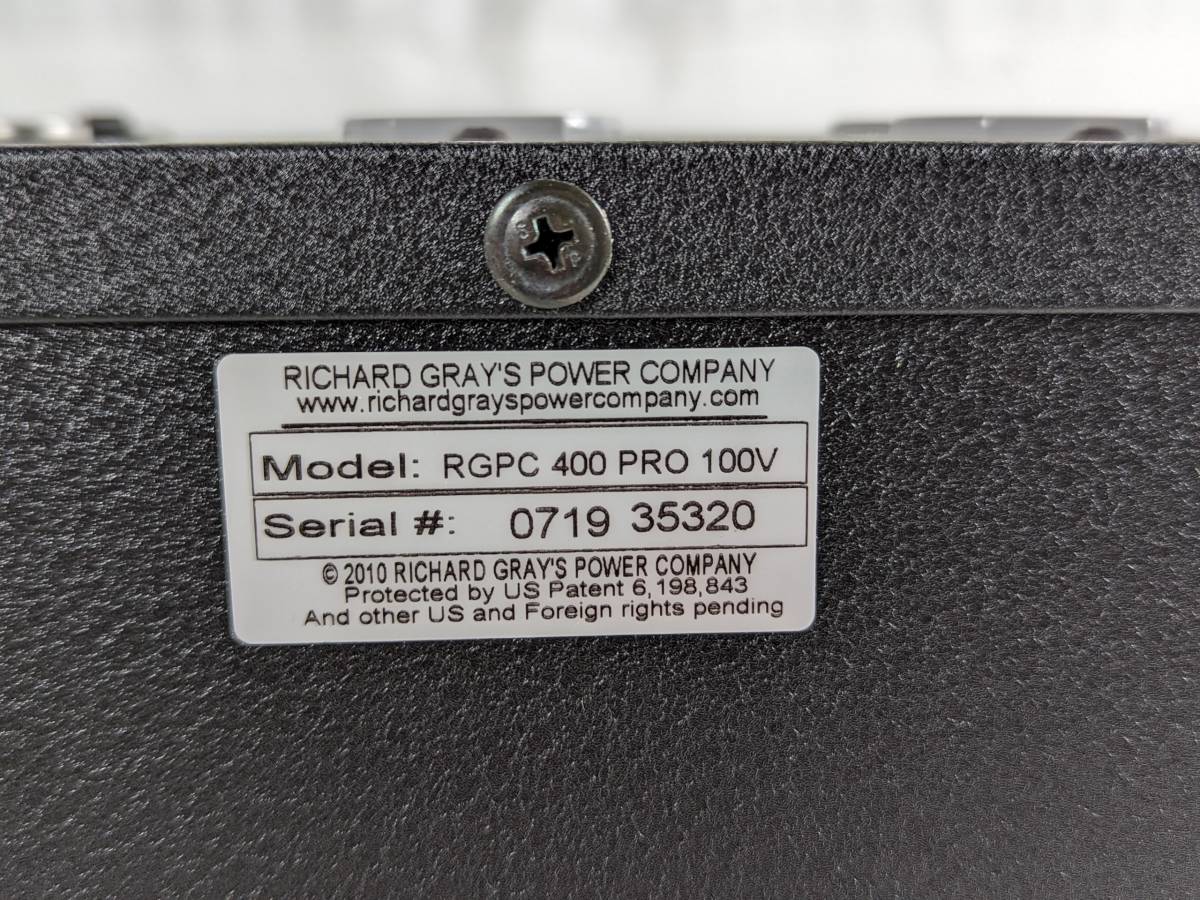 RICHARD GRAY'S POWER COMPANY
www.richardgrayspowercompany.com
Model: RGPC 400 PRO 100V
Serial #: 0719 35320
© 2010 RICHARD GRAY'S POWER COMPANY
Protected by US Patent 6,198,843
And other US and Foreign rights pending